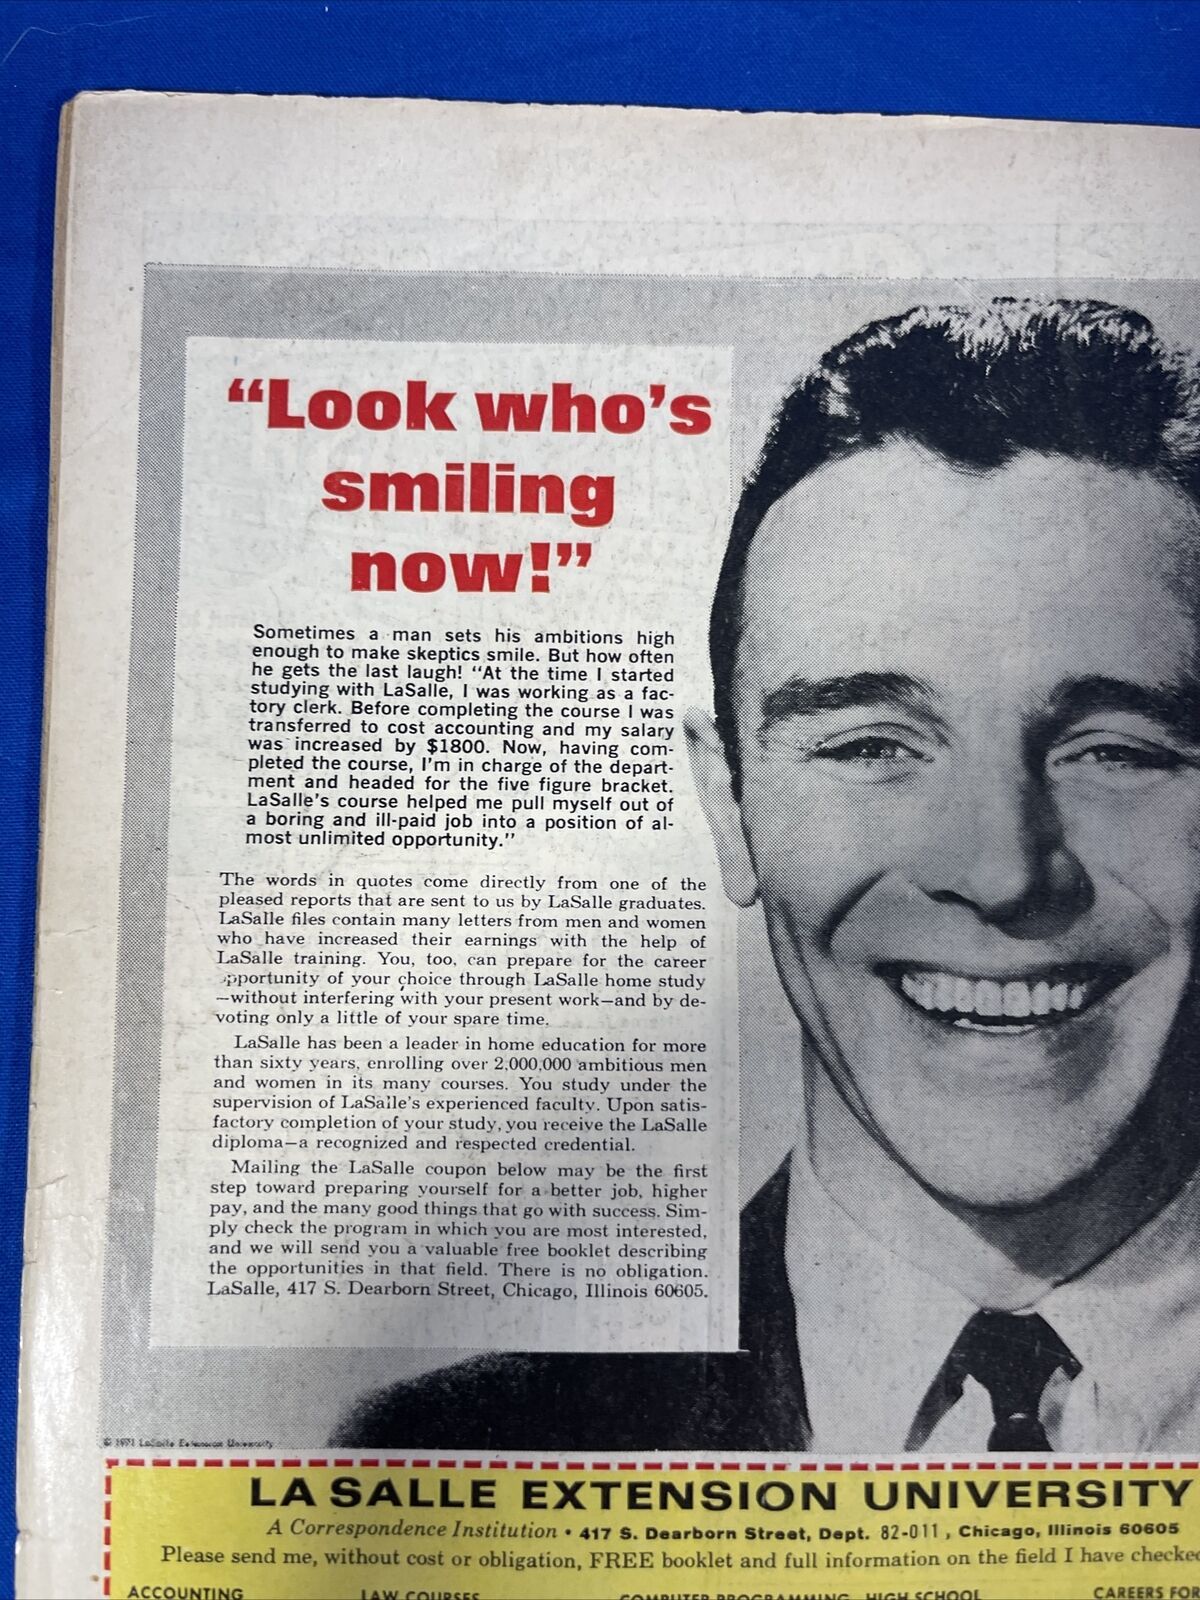 “Look who’s
smiling
now!”
Sometimes a man sets his ambitions high
enough to make skeptics smile. But how often
he gets the last laugh! “At the time I started
studying with LaSalle, I was working as a fac-
tory clerk. Before completing the course I was
transferred to cost accounting and my salary
was increased by $1800. Now, having com-
pleted the course, I’m in charge of the depart-
ment and headed for the five figure bracket.
LaSalle’s course helped me pull myself out of
a boring and ill-paid job into a position of al-
most unlimited opportunity.”
The words in quotes come directly from one of the
pleased reports that are sent to us by LaSalle graduates.
LaSalle files contain many letters from men and women
who have increased their earnings with the help of
LaSalle training. You, too, can prepare for the career
opportunity of your choice through LaSalle home study
—without interfering with your present work—and by de-
voting only a little of your spare time.
LaSalle has been a leader in home education for more
than sixty years, enrolling over 2,000,000 ambitious men
and women in its many courses. You study under the
supervision of LaSalle’s experienced faculty. Upon satis-
factory completion of your study, you receive the LaSalle
diploma—a recognized and respected credential.
Mailing the LaSalle coupon below may be the first
step toward preparing yourself for a better job, higher
pay, and the many good things that go with success. Sim-
ply check the program in which you are most interested,
and we will send you a valuable free booklet describing
the opportunities in that field. There is no obligation.
LaSalle, 417 S. Dearborn Street, Chicago, Illinois 60605.
© 1971 LaSalle Extension University
LA SALLE EXTENSION UNIVERSITY
A Correspondence Institution • 417 S. Dearborn Street, Dept. 82-011, Chicago, Illinois 60605
Please send me, without cost or obligation, FREE booklet and full information on the field I have checked
ACCOUNTING LAW COURSES COMPUTER PROGRAMMING HIGH SCHOOL CAREERS FOR